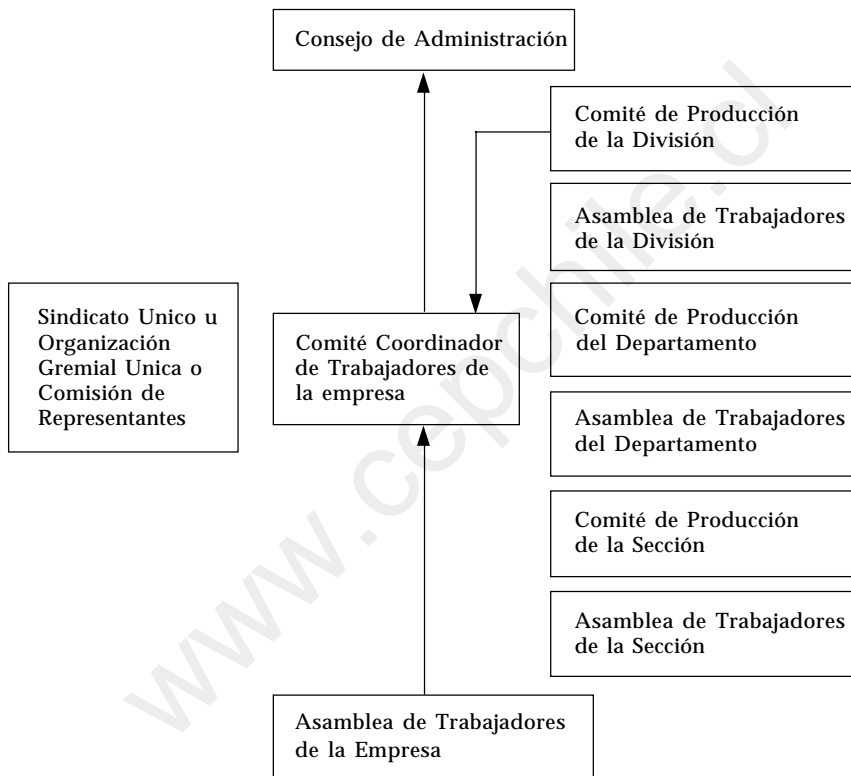 Consejo de Administración
Comité de Producción
de la División
Asamblea de Trabajadores
de la División
Sindicato Unico u
Organización
Gremial Unica o
Comisión de
Representantes
Comité Coordinador
de Trabajadores de
la empresa
Comité de Producción
del Departamento
Asamblea de Trabajadores
del Departamento
Comité de Producción
de la Sección
Asamblea de Trabajadores
de la Sección
Asamblea de Trabajadores
de la Empresa
www.cepchile.cl